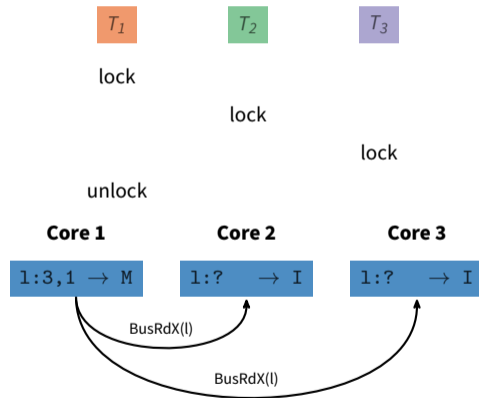 T1 T2 T3
lock
lock
lock
unlock
Core 1 Core 2 Core 3
l:3,1 → M l:? → I l:? → I
BusRdX(l)
BusRdX(l)